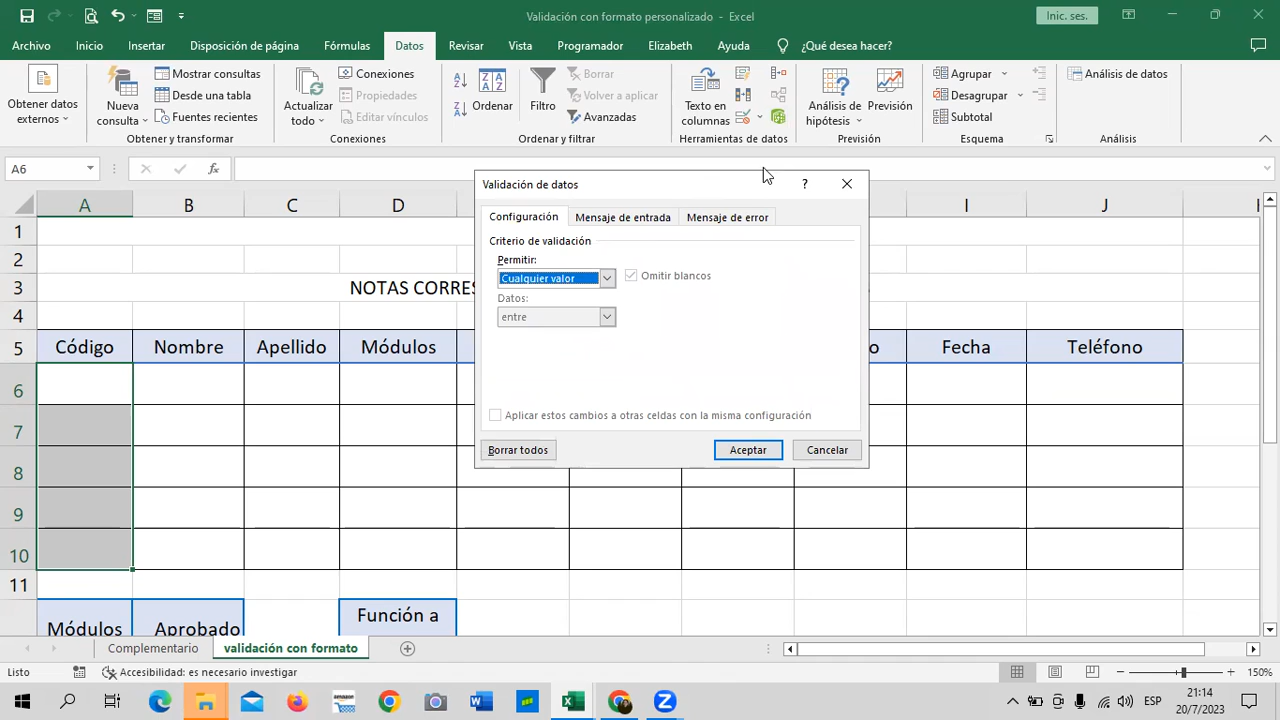 Validación con formato personalizado - Excel
Inic. ses.
Archivo Inicio Insertar Disposición de página Fórmulas Datos Revisar Vista Programador Elizabeth Ayuda ¿Qué desea hacer?
Obtener datos externos
Nueva consulta
Mostrar consultas
Desde una tabla
Fuentes recientes
Obtener y transformar
Actualizar todo
Conexiones
Propiedades
Editar vínculos
Conexiones
Ordenar
Filtro
Borrar
Volver a aplicar
Avanzadas
Ordenar y filtrar
Texto en columnas
Herramientas de datos
Análisis de hipótesis
Previsión
Previsión
Agrupar
Desagrupar
Subtotal
Esquema
Análisis de datos
Análisis
A6
fx
A B C D I J
1
2
3 NOTAS CORRES
4
5 Código Nombre Apellido Módulos o Fecha Teléfono
6
7
8
9
10
11
Módulos Aprobado Función a
Validación de datos ?
Configuración Mensaje de entrada Mensaje de error
Criterio de validación
Permitir:
Cualquier valor Omitir blancos
Datos:
entre
Aplicar estos cambios a otras celdas con la misma configuración
Borrar todos Aceptar Cancelar
Complementario validación con formato
Listo Accesibilidad: es necesario investigar 150%
amazon
ESP
21:14
20/7/2023